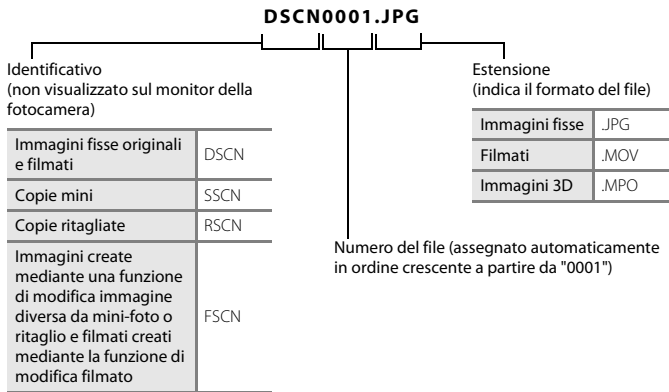 DSCN0001.JPG
Identificativo
(non visualizzato sul monitor della
fotocamera)
Immagini fisse originali
e filmati
DSCN
Copie mini
SSCN
Copie ritagliate
RSCN
Immagini create
mediante una funzione
di modifica immagine
diversa da mini-foto o
ritaglio e filmati creati
mediante la funzione di
modifica filmato
FSCN
Estensione
(indica il formato del file)
Immagini fisse
.JPG
Filmati
.MOV
Immagini 3D
.MPO
Numero del file (assegnato automaticamente
in ordine crescente a partire da "0001")